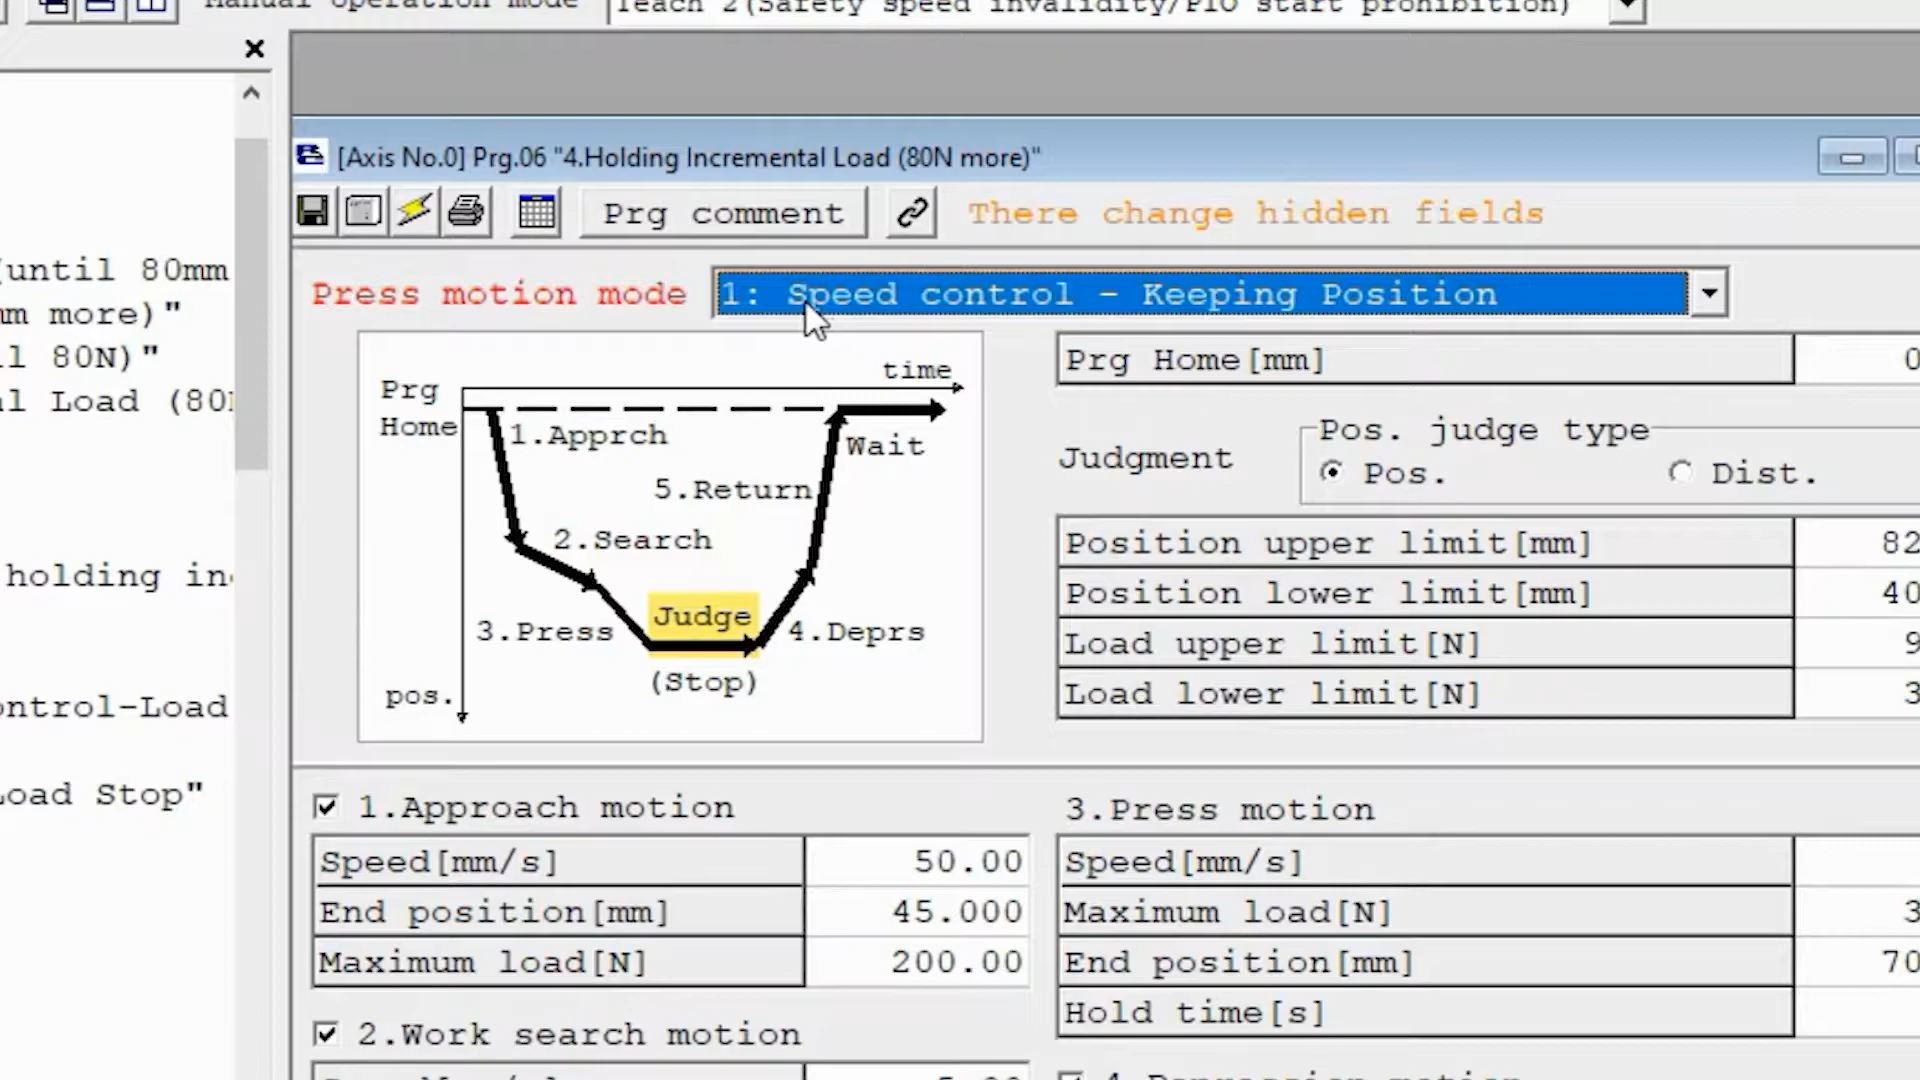 Manual operation mode Teach 2(Safety speed invalidity/PIO start prohibition)
[Axis No.0] Prg.06 "4.Holding Incremental Load (80N more)"
Prg comment There change hidden fields
(until 80mm
mm more)"
80N)"
Load (80
holding
-Load
Load Stop"
Press motion mode 1: Speed control - Keeping Position
time
Prg
Home
1.Apprch
Wait
5.Return
2.Search
Judge
3.Press
4.Deprs
(Stop)
pos.
Prg Home[mm] 0
Judgment
Pos. judge type
Pos. Dist.
Position upper limit[mm] 82
Position lower limit[mm] 40
Load upper limit[N] 9
Load lower limit[N] 3
1.Approach motion
Speed[mm/s] 50.00
End position[mm] 45.000
Maximum load[N] 200.00
2.Work search motion
3.Press motion
Speed[mm/s]
Maximum load[N] 3
End position[mm] 70
Hold time[s]